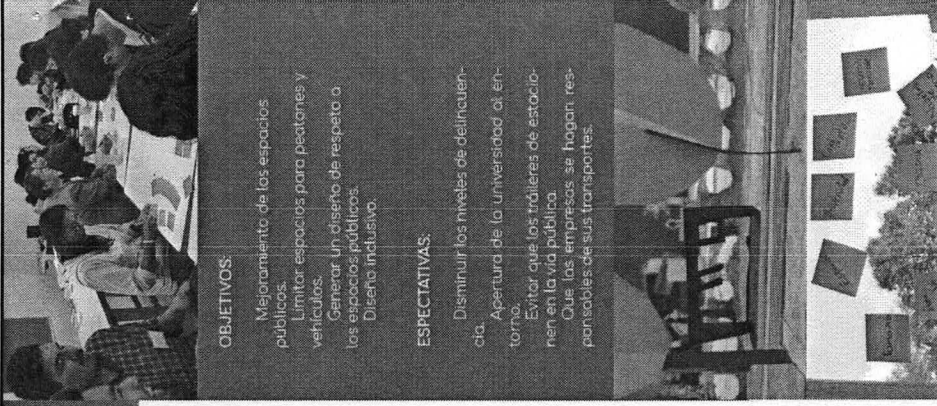 OBJETIVOS:
Mejoramiento de los espacios
públicos.
Limitar espacios para peatones y
vehículos.
Generar un diseño de respeto a
los espacios públicos.
Diseño inclusivo.
ESPECTATIVAS:
Disminuir los niveles de delincuen-
cia.
Apertura de la universidad al en-
torno.
Evitar que los tráileres de estacio-
nen en la vía pública.
Que las empresas se hagan res-
ponsables de sus transportes.